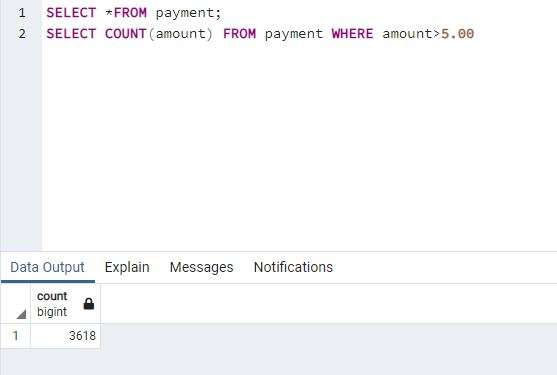 1 SELECT *FROM payment;
2 SELECT COUNT(amount) FROM payment WHERE amount>5.00
Data Output Explain Messages Notifications
count
bigint
1 3618